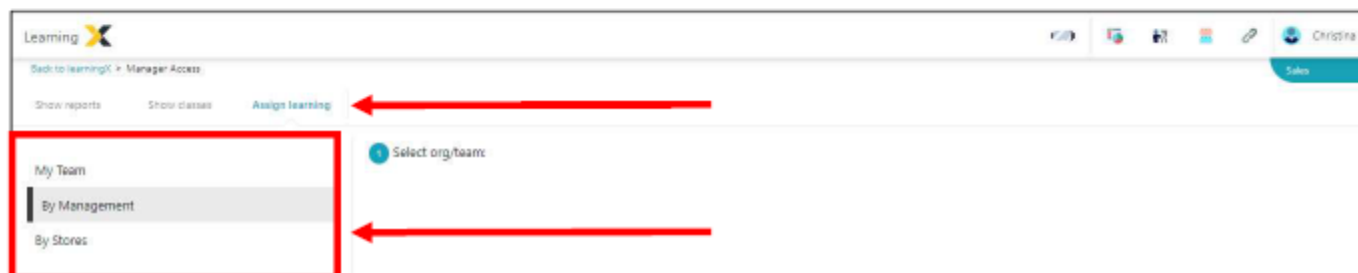 Learning X
Christina
Back to learningX > Manager Access
Sales
Show reports Show classes Assign learning
1 Select org/team:
My Team
By Management
By Stores